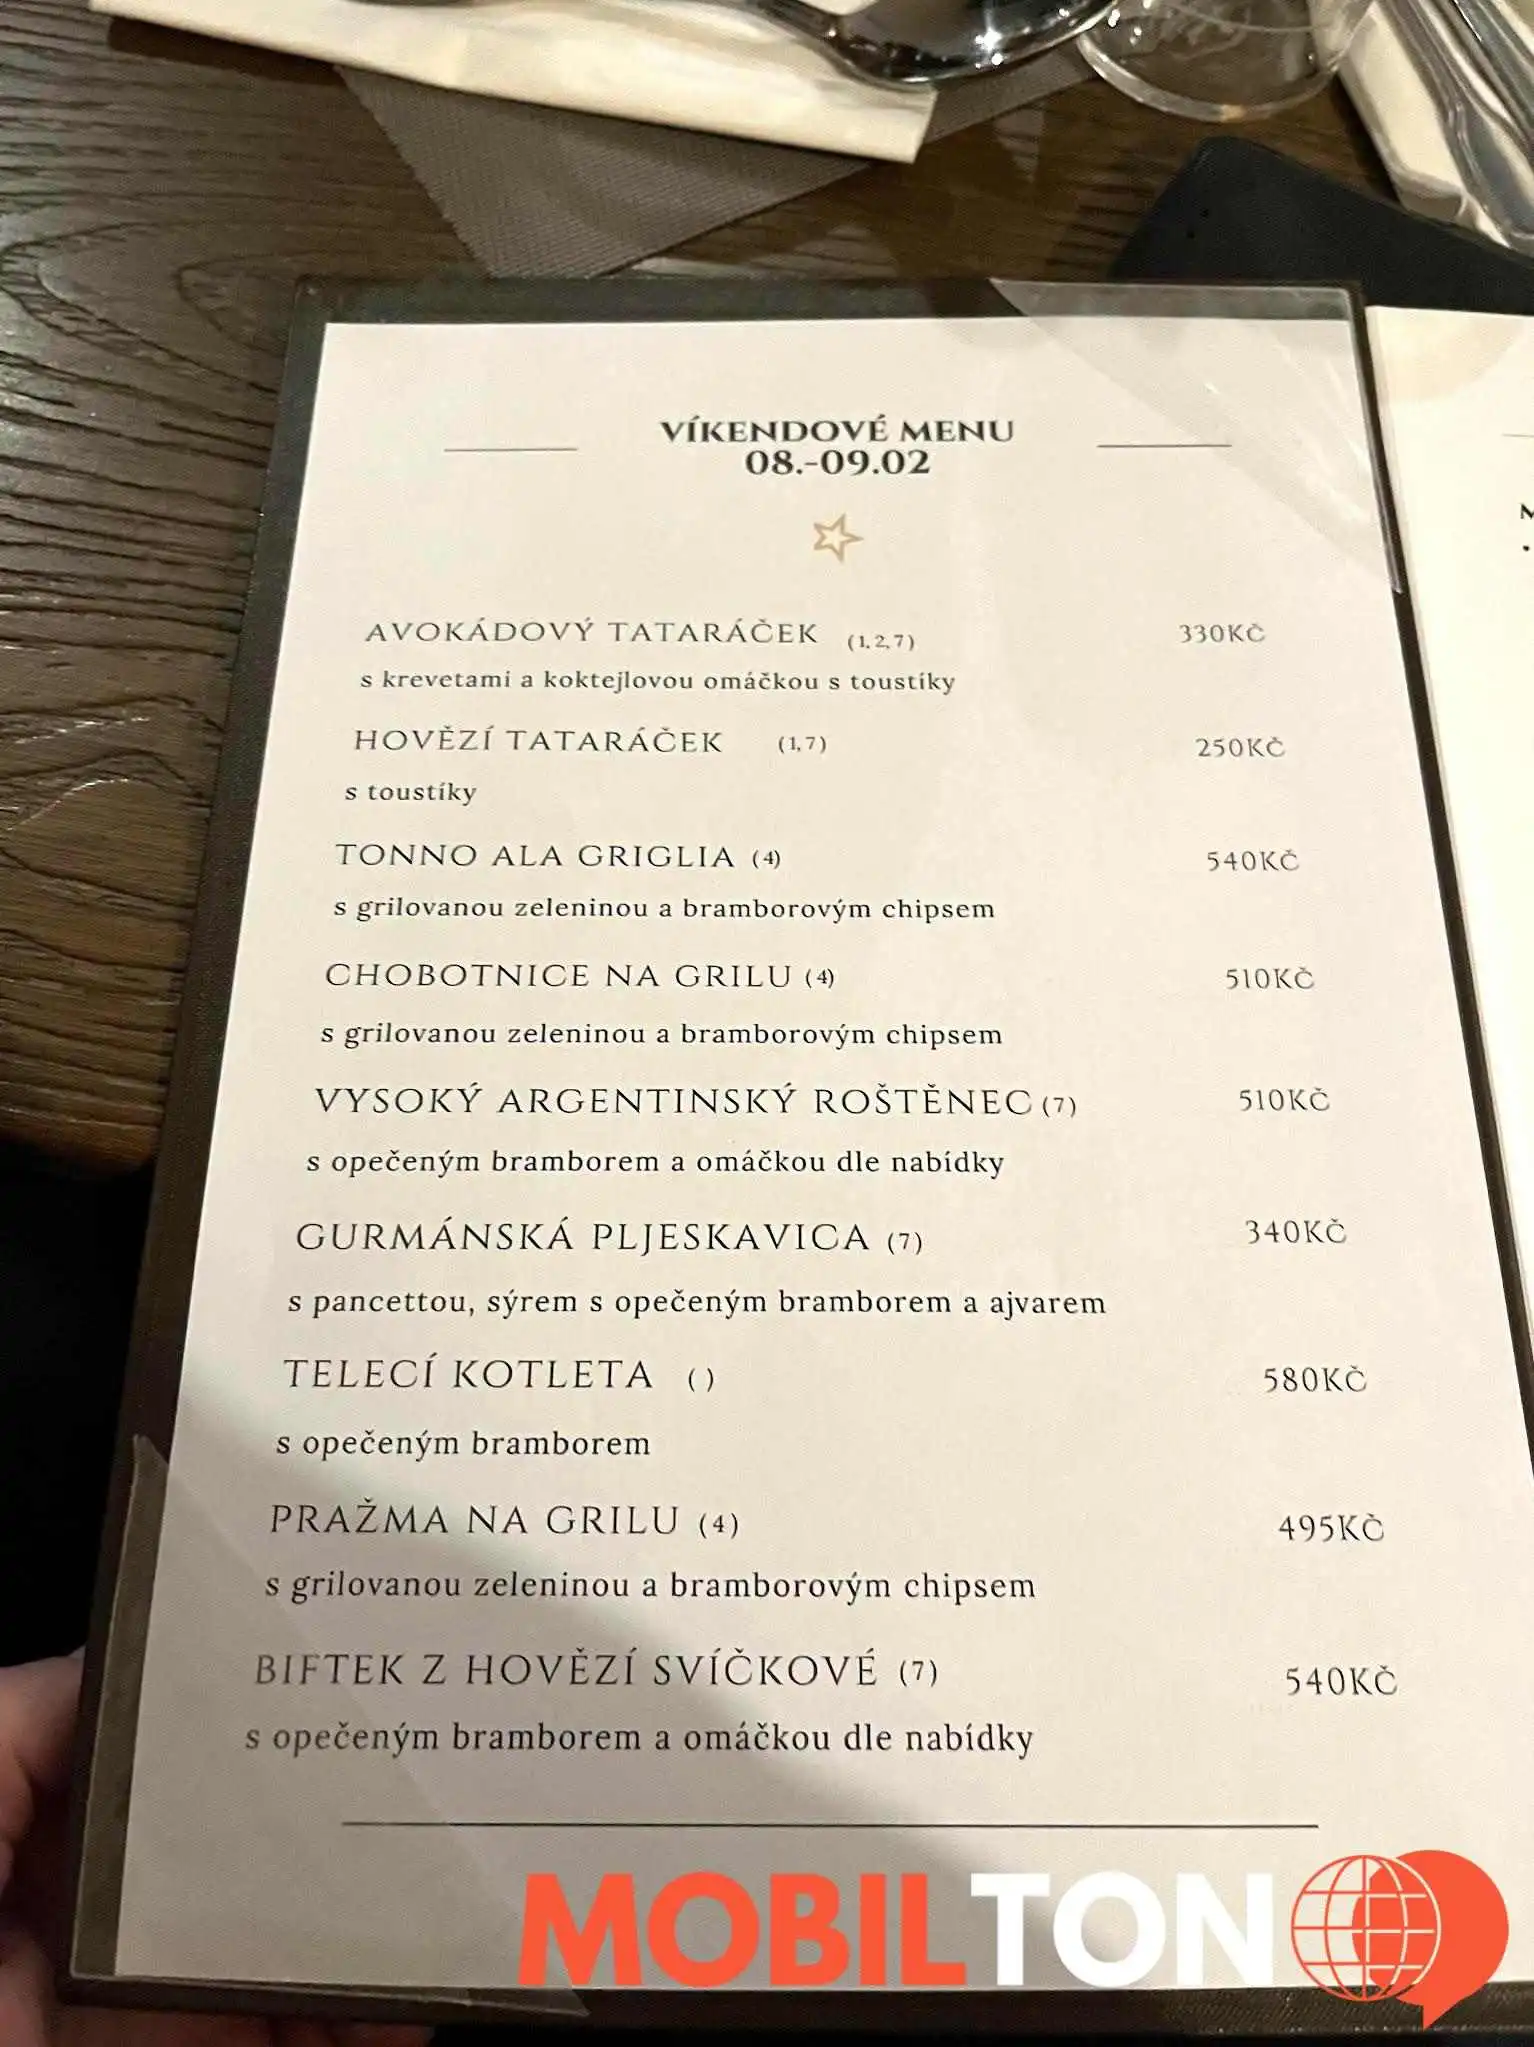 VÍKENDOVÉ MENU
08.-09.02
AVOKÁDOVÝ TATARÁČEK (1,2,7) 330KČ
s krevetami a koktejlovou omáčkou s toustíky
HOVĚZÍ TATARÁČEK (1,7) 250KČ
s toustíky
TONNO ALA GRIGLIA (4) 540KČ
s grilovanou zeleninou a bramborovým chipsem
CHOBOTNICE NA GRILU (4) 510KČ
s grilovanou zeleninou a bramborovým chipsem
VYSOKÝ ARGENTINSKÝ ROŠTĚNEC (7) 510KČ
s opečeným bramborem a omáčkou dle nabídky
GURMÁNSKÁ PLJESKAVICA (7) 340KČ
s pancettou, sýrem s opečeným bramborem a ajvarem
TELECÍ KOTLETA ( ) 580KČ
s opečeným bramborem
PRAŽMA NA GRILU (4) 495KČ
s grilovanou zeleninou a bramborovým chipsem
BIFTEK Z HOVĚZÍ SVÍČKOVÉ (7) 540KČ
s opečeným bramborem a omáčkou dle nabídky
MOBILTON